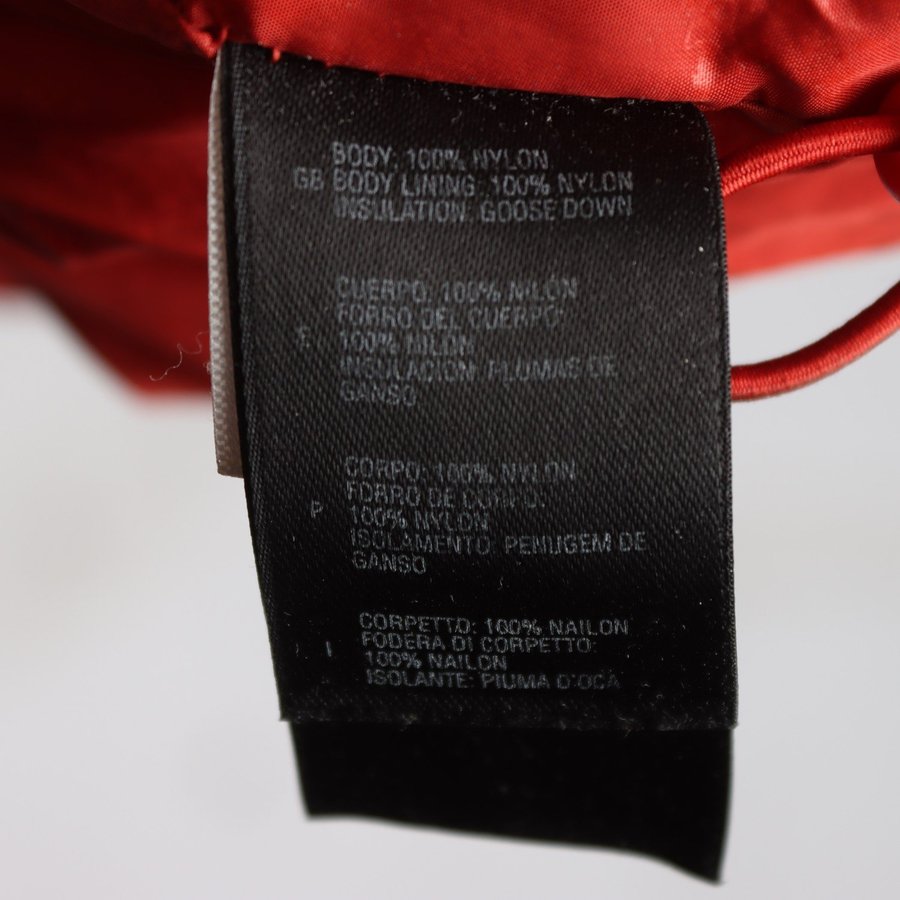 BODY: 100% NYLON
GB BODY LINING: 100% NYLON
INSULATION: GOOSE DOWN
CUERPO: 100% NILON
FORRO DEL CUERPO:
E 100% NILON
INSULACION: PLUMAS DE
GANSO
CORPO: 100% NYLON
FORRO DE CORPO:
P 100% NYLON
ISOLAMENTO: PENUGEM DE
GANSO
CORPETTO: 100% NAILON
FODERA DI CORPETTO:
I 100% NAILON
ISOLANTE: PIUMA D'OCA